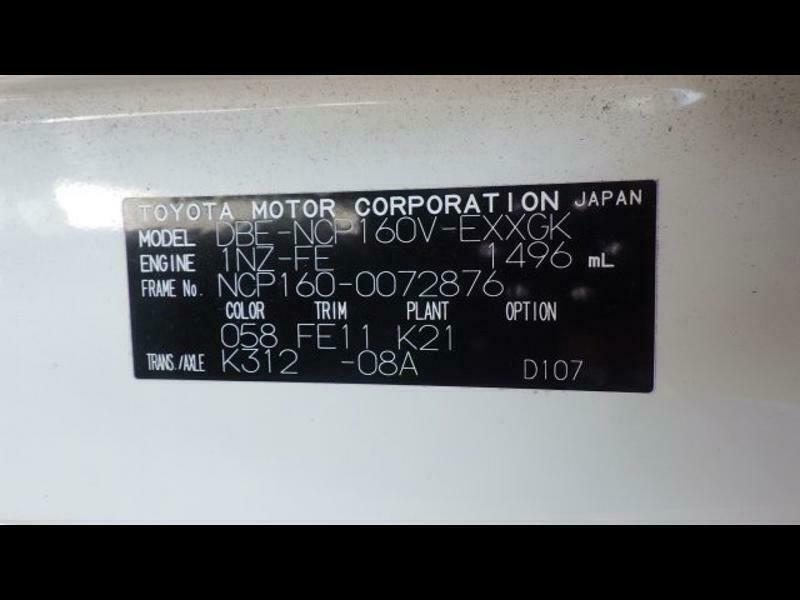 TOYOTA MOTOR CORPORATION JAPAN
MODEL DBE-NCP160V-EXXGK
ENGINE 1NZ-FE 1496 mL
FRAME No. NCP160-0072876
COLOR TRIM PLANT OPTION
058 FE11 K21
TRANS./AXLE K312 -08A D107